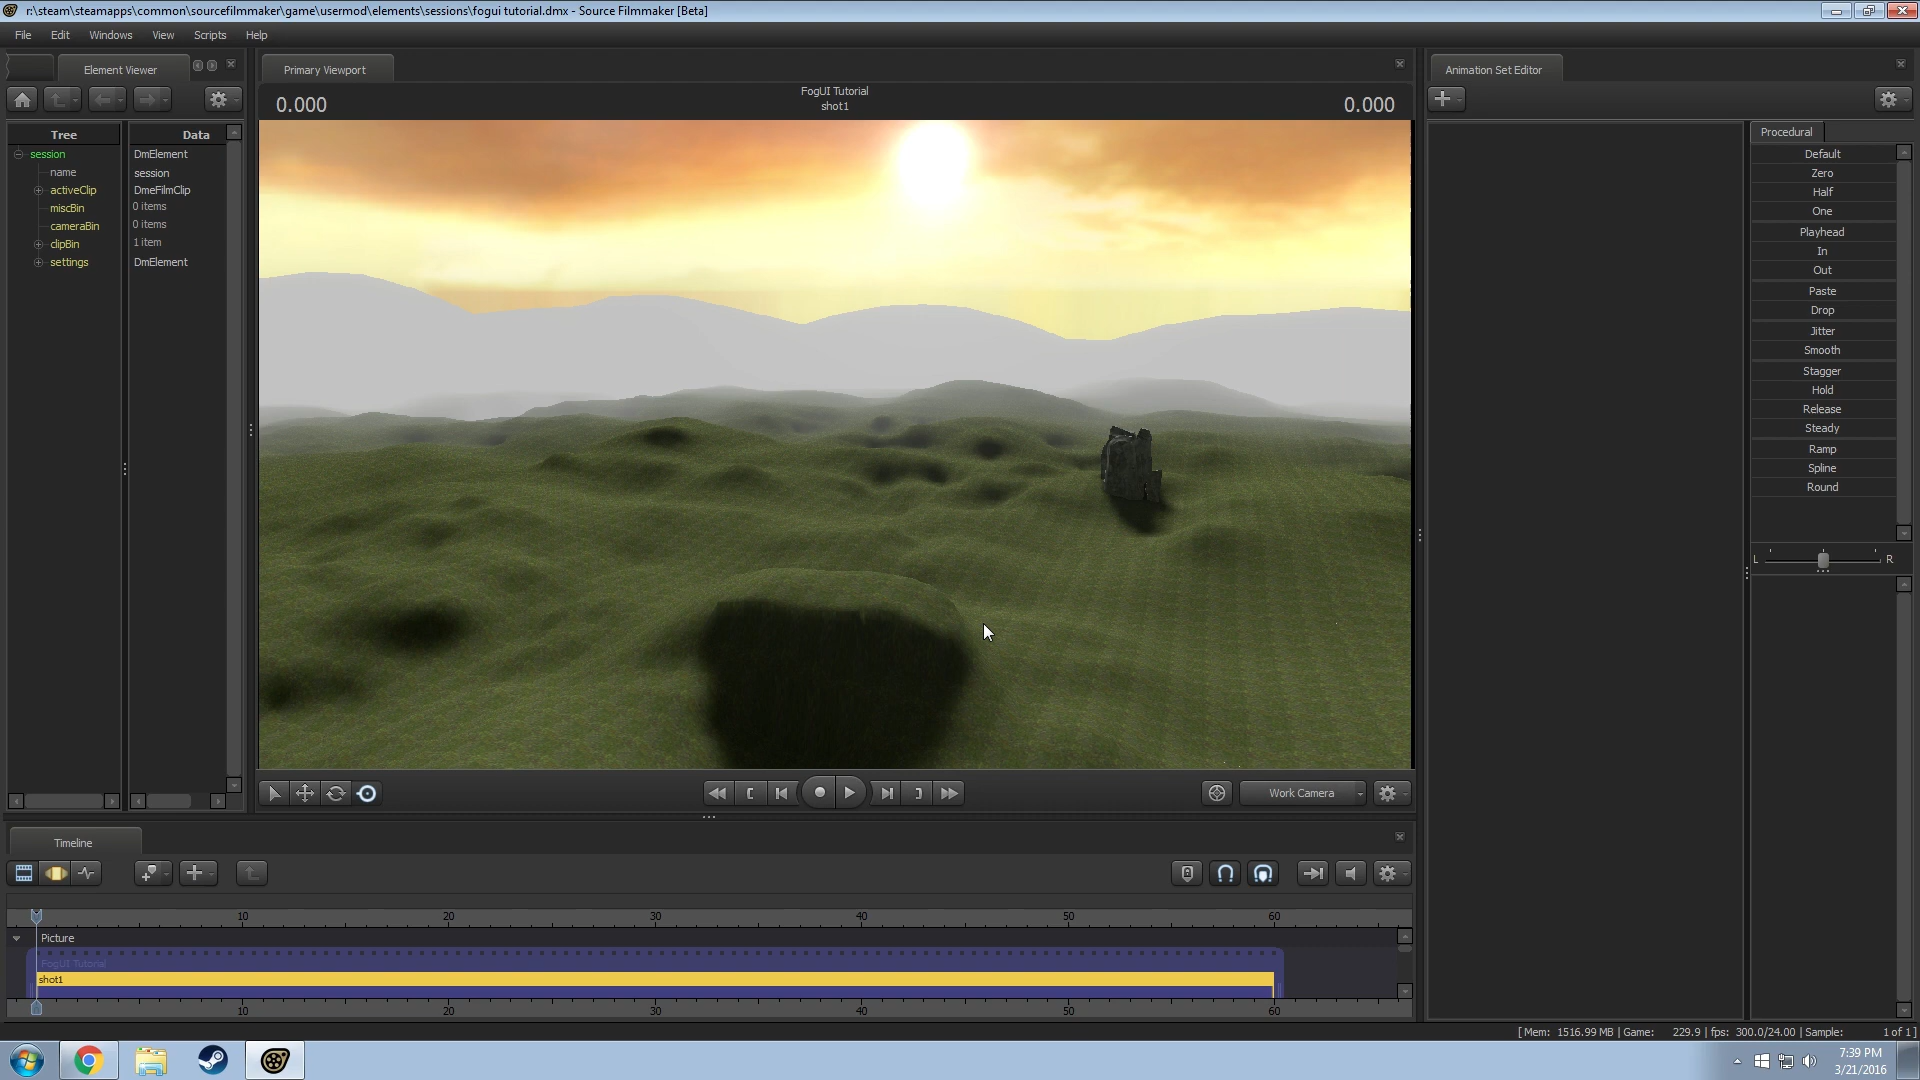 r:\steam\steamapps\common\sourcefilmmaker\game\usermod\elements\sessions\fogui tutorial.dmx - Source Filmmaker [Beta]
File Edit Windows View Scripts Help
Element Viewer
Primary Viewport
Animation Set Editor
0.000
FogUI Tutorial
shot1
0.000
Tree Data
session DmElement
name session
activeClip DmeFilmClip
miscBin 0 items
cameraBin 0 items
clipBin 1 item
settings DmElement
Procedural
Default
Zero
Half
One
Playhead
In
Out
Paste
Drop
Jitter
Smooth
Stagger
Hold
Release
Steady
Ramp
Spline
Round
L R
Work Camera
Timeline
10 20 30 40 50 60
Picture
FogUI Tutorial
shot1
10 20 30 40 50 60
[ Mem: 1516.99 MB | Game: 229.9 | fps: 300.0/24.00 | Sample: 1 of 1 ]
7:39 PM
3/21/2016